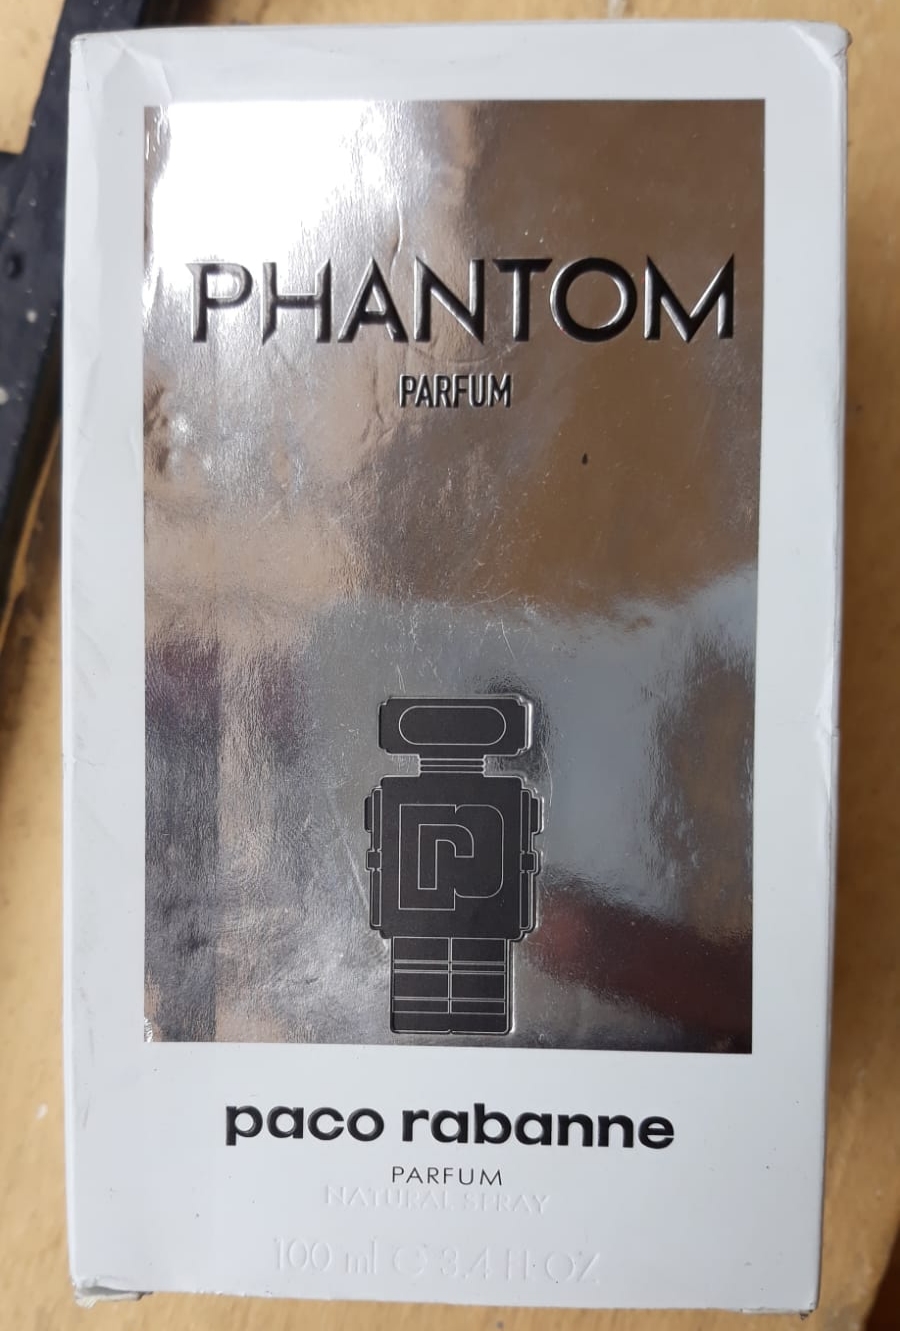 PHANTOM
PARFUM
paco rabanne
PARFUM
NATURAL SPRAY
100 ml ℮ 3.4 fl·OZ